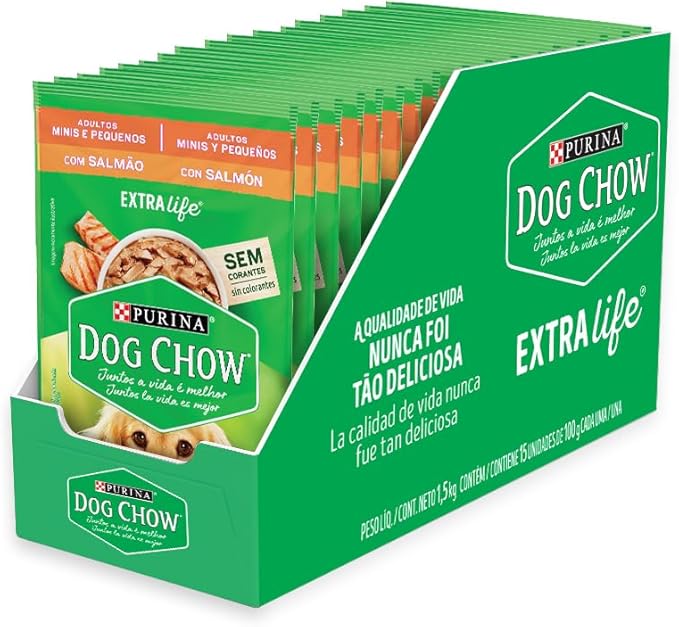 ADULTOS
MINIS E PEQUENOS
COM SALMÃO
ADULTOS
MINIS Y PEQUEÑOS
CON SALMÓN
EXTRA life®
SEM
CORANTES
sin colorantes
PURINA®
DOG CHOW®
Juntos a vida é melhor
Juntos la vida es mejor
PURINA
DOG CHOW
Juntos a vida é melhor
Juntos la vida es mejor
PURINA®
DOG CHOW®
Juntos a vida é melhor
Juntos la vida es mejor
A QUALIDADE DE VIDA
NUNCA FOI
TÃO DELICIOSA
La calidad de vida nunca
fue tan deliciosa
EXTRA life®
PESO LÍQ./CONT. NETO 1,5kg CONTÉM/CONTIENE 15 UNIDADES DE 100g CADA UMA/UNA